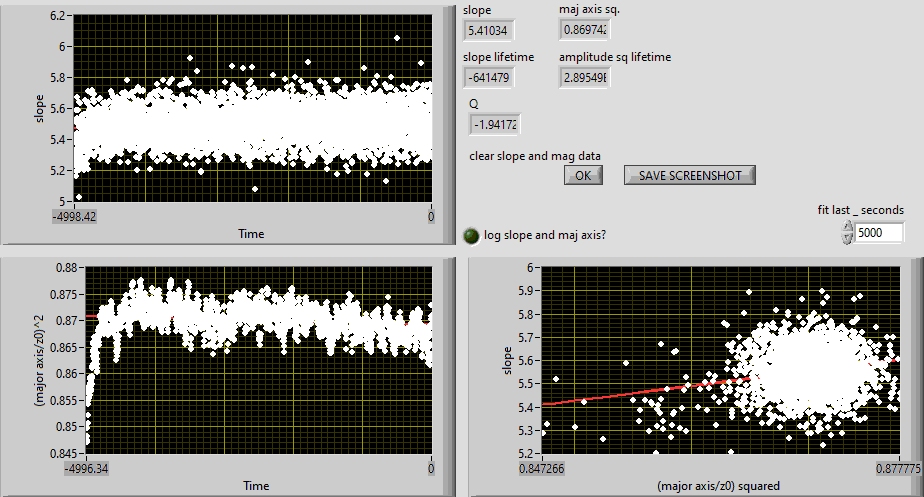 slope
maj axis sq.
5.41034
0.869742
slope lifetime
amplitude sq lifetime
-641479
2.89549E
Q
-1.94172
clear slope and mag data
OK
SAVE SCREENSHOT
fit last _ seconds
log slope and maj axis?
5000
6.2
6
5.8
5.6
5.4
5.2
5
slope
-4998.42
0
Time
0.88
0.875
0.87
0.865
0.86
0.855
0.85
0.845
(major axis/z0)^2
-4996.34
0
Time
6
5.8
5.7
5.6
5.5
5.4
5.3
5.2
slope
0.847266
0.877775
(major axis/z0) squared